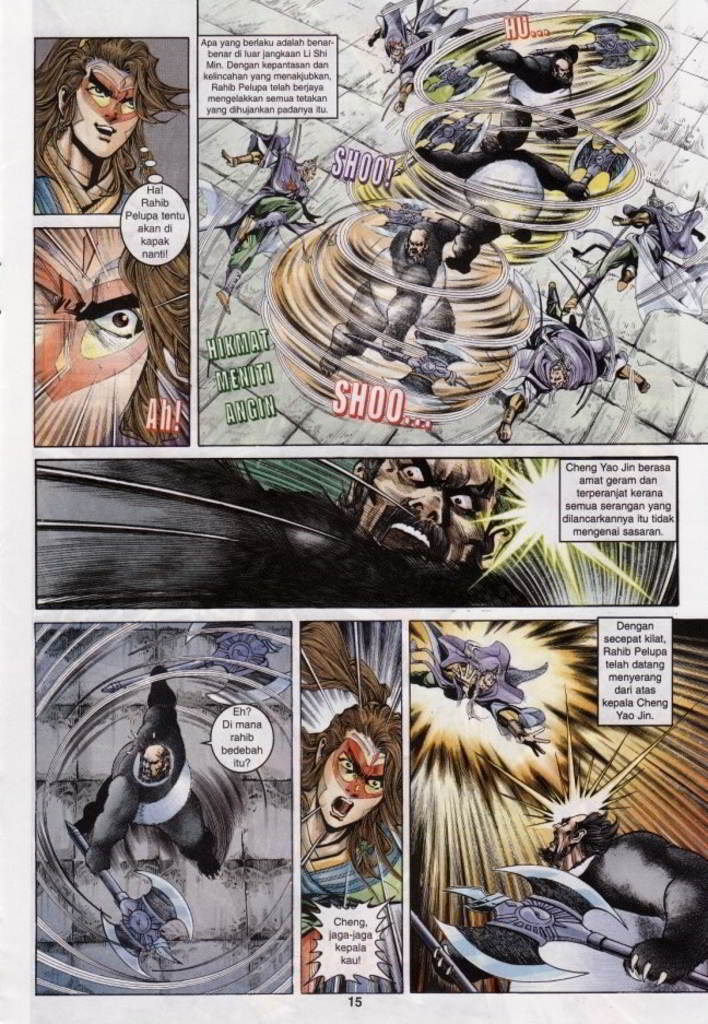 Ha!
Rahib
Pelupa tentu
akan di
kapak
nanti!
Ah!
Apa yang berlaku adalah benar-
benar di luar jangkaan Li Shi
Min. Dengan kepantasan dan
kelincahan yang menakjubkan,
Rahib Pelupa telah berjaya
mengelakkan semua tetakan
yang dihujankan padanya itu.
HU...
SHOO!
HIKMAT
MENITI
ANGIN
SHOO...
Cheng Yao Jin berasa
amat geram dan
terperanjat kerana
semua serangan yang
dilancarkannya itu tidak
mengenai sasaran.
Eh?
Di mana
rahib
bedebah
itu?
Cheng,
jaga-jaga
kepala
kau!
Dengan
secepat kilat,
Rahib Pelupa
telah datang
menyerang
dari atas
kepala Cheng
Yao Jin.
15